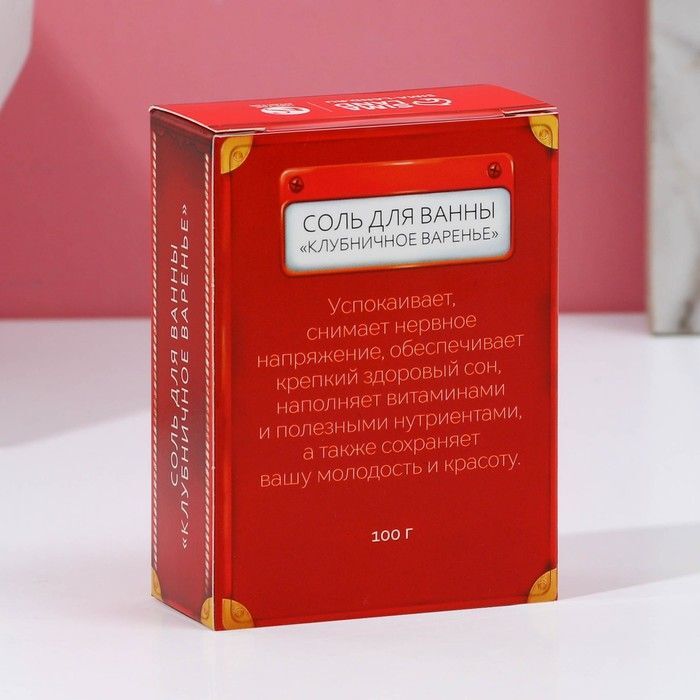 СОЛЬ ДЛЯ ВАННЫ
«КЛУБНИЧНОЕ ВАРЕНЬЕ»
Успокаивает,
снимает нервное
напряжение, обеспечивает
крепкий здоровый сон,
наполняет витаминами
и полезными нутриентами,
а также сохраняет
вашу молодость и красоту.
100 г
СОЛЬ ДЛЯ ВАННЫ
«КЛУБНИЧНОЕ ВАРЕНЬЕ»